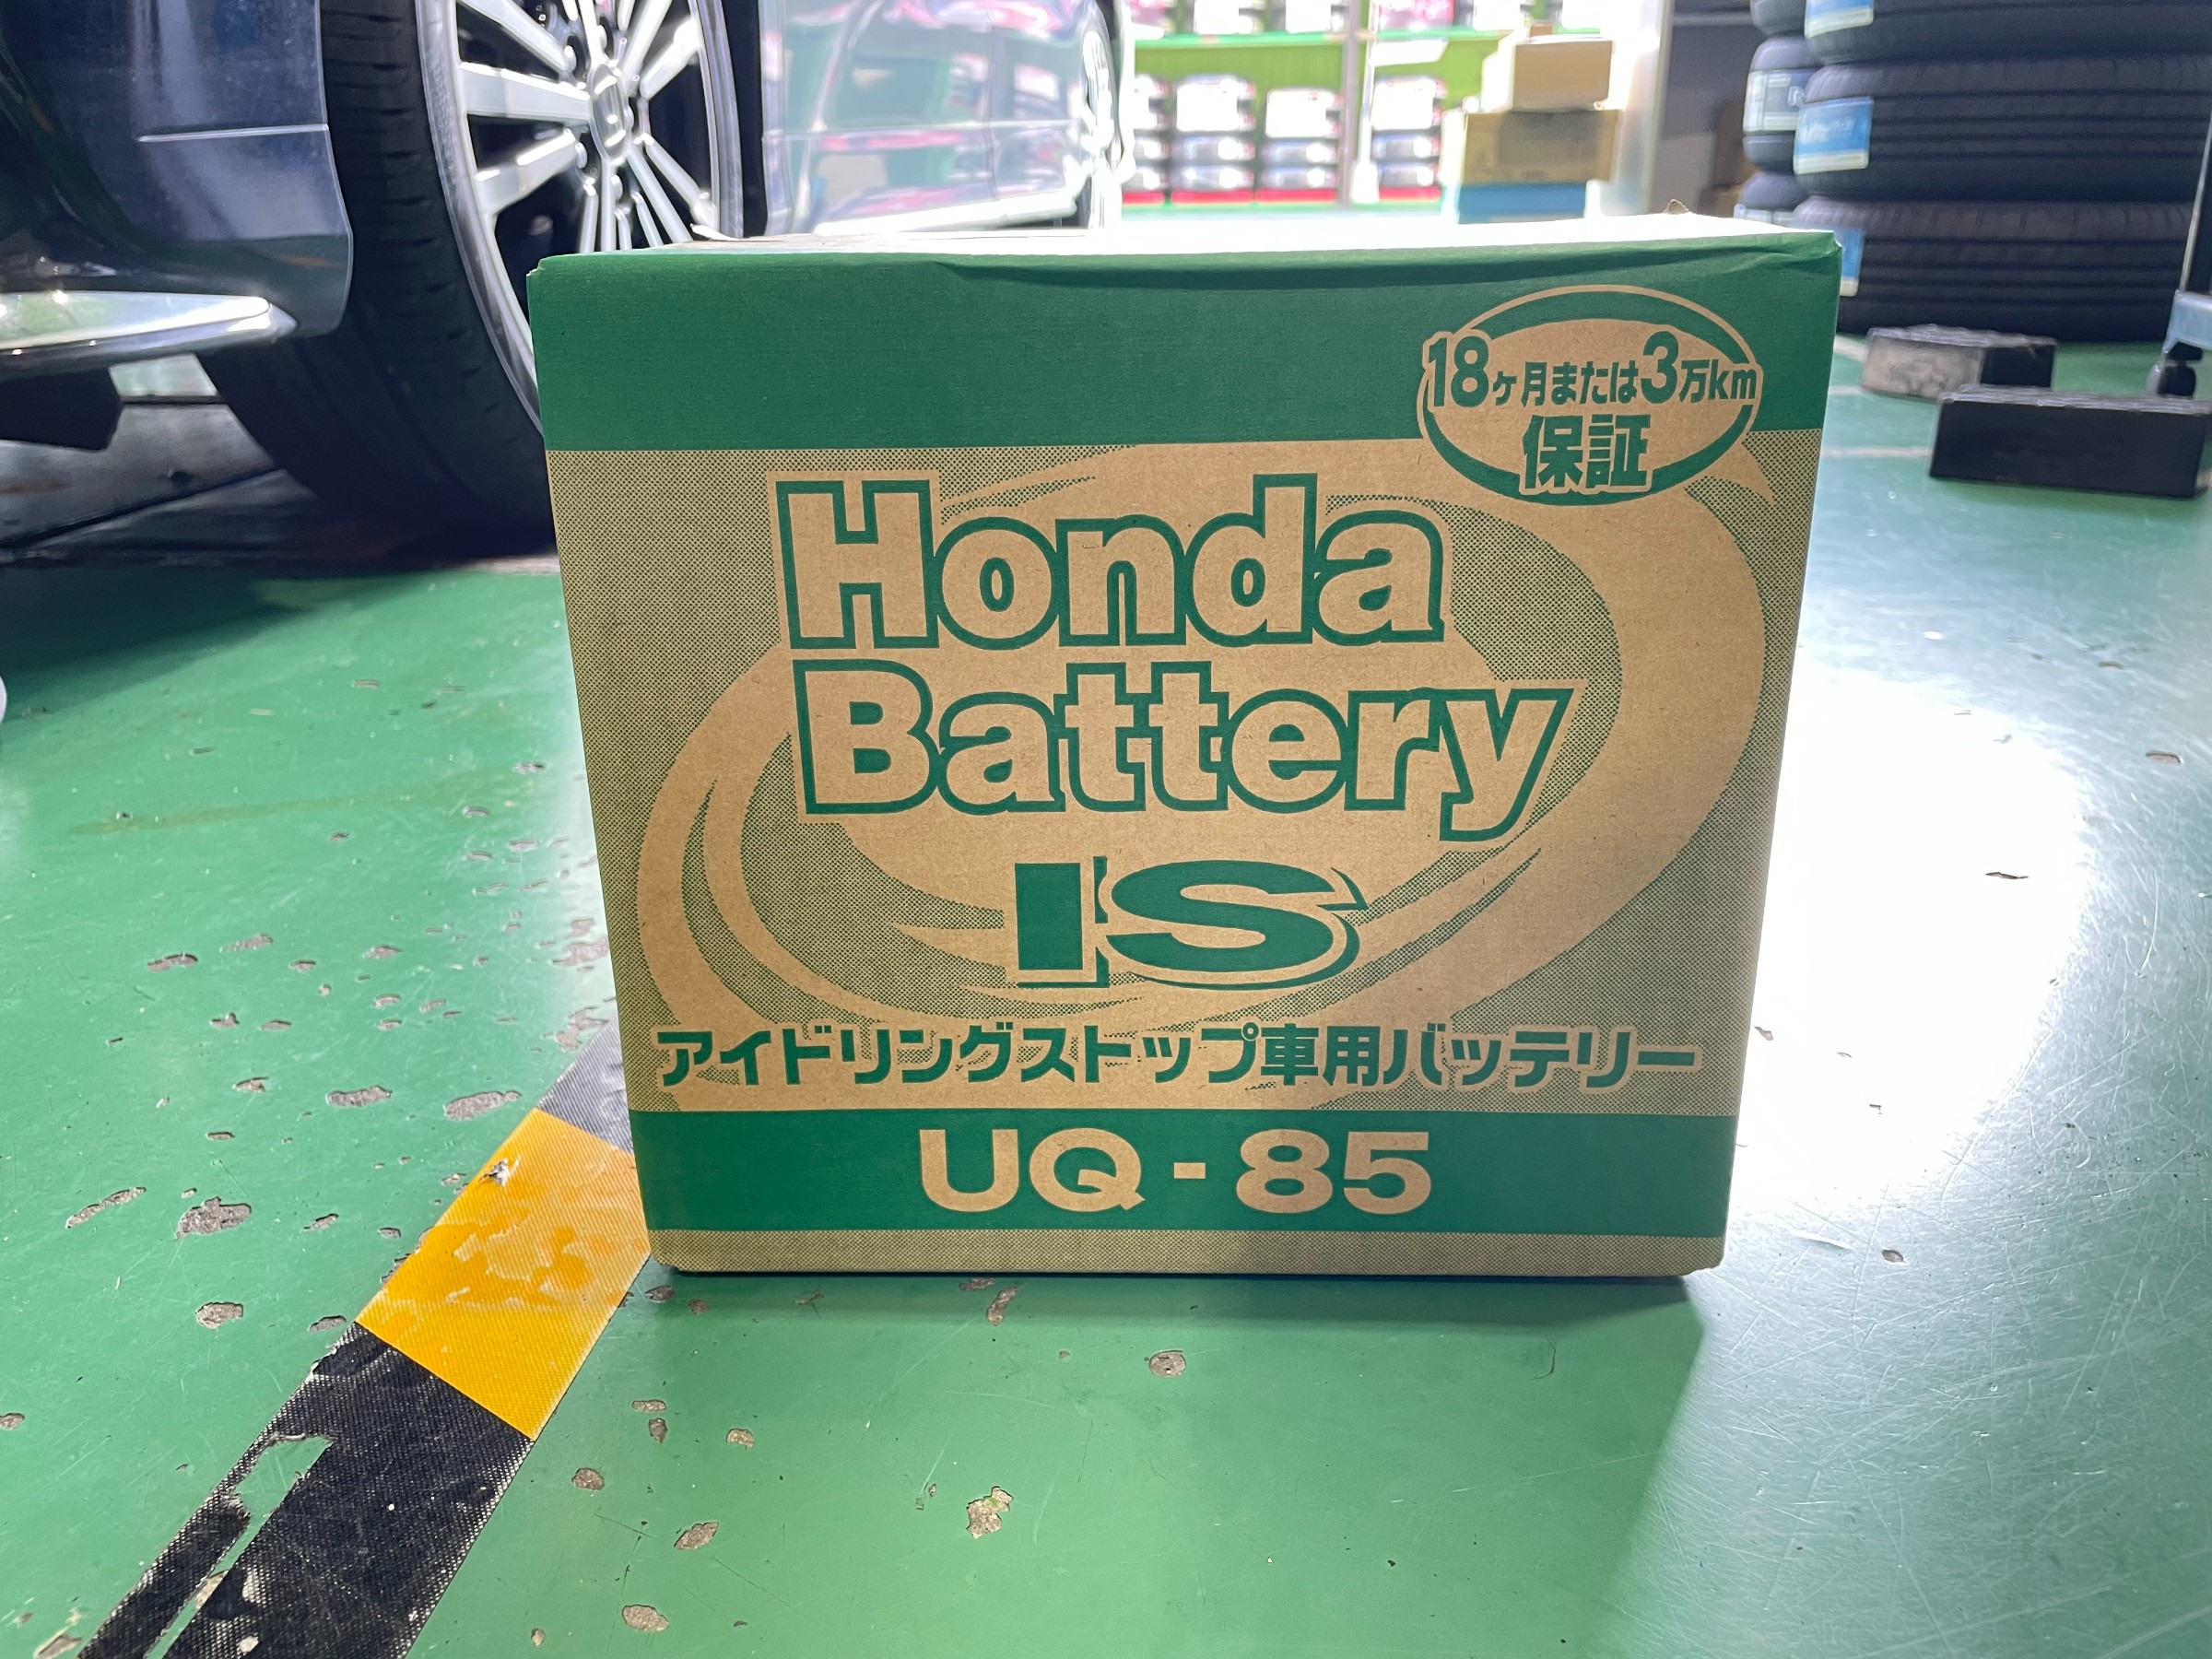 18ヶ月または3万km
保証
Honda
Battery
IS
アイドリングストップ車用バッテリー
UQ-85